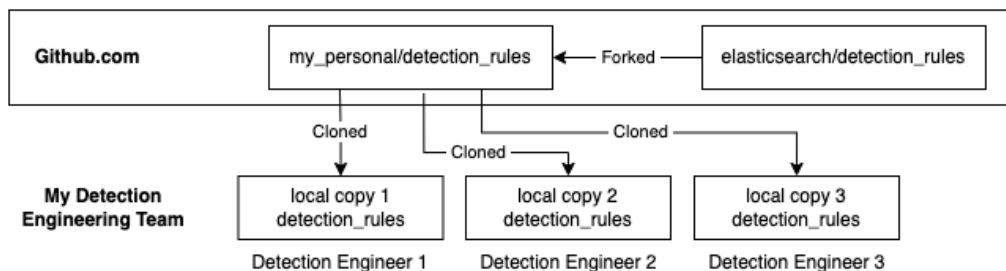 Github.com
my_personal/detection_rules
Forked
elasticsearch/detection_rules
Cloned
Cloned
Cloned
My Detection
Engineering Team
local copy 1
detection_rules
local copy 2
detection_rules
local copy 3
detection_rules
Detection Engineer 1
Detection Engineer 2
Detection Engineer 3